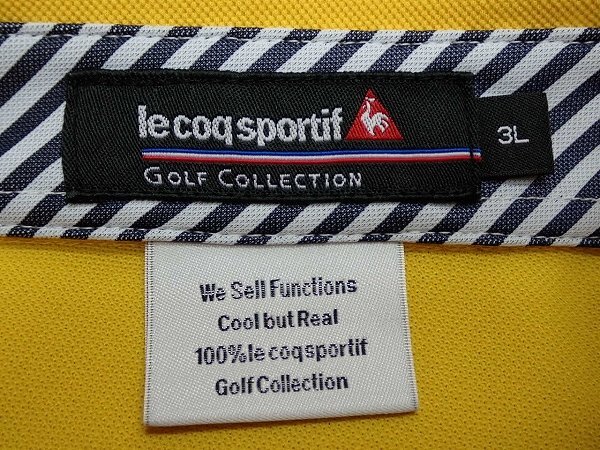 le coq sportif
GOLF COLLECTION
3L
We Sell Functions
Cool but Real
100% le coq sportif
Golf Collection